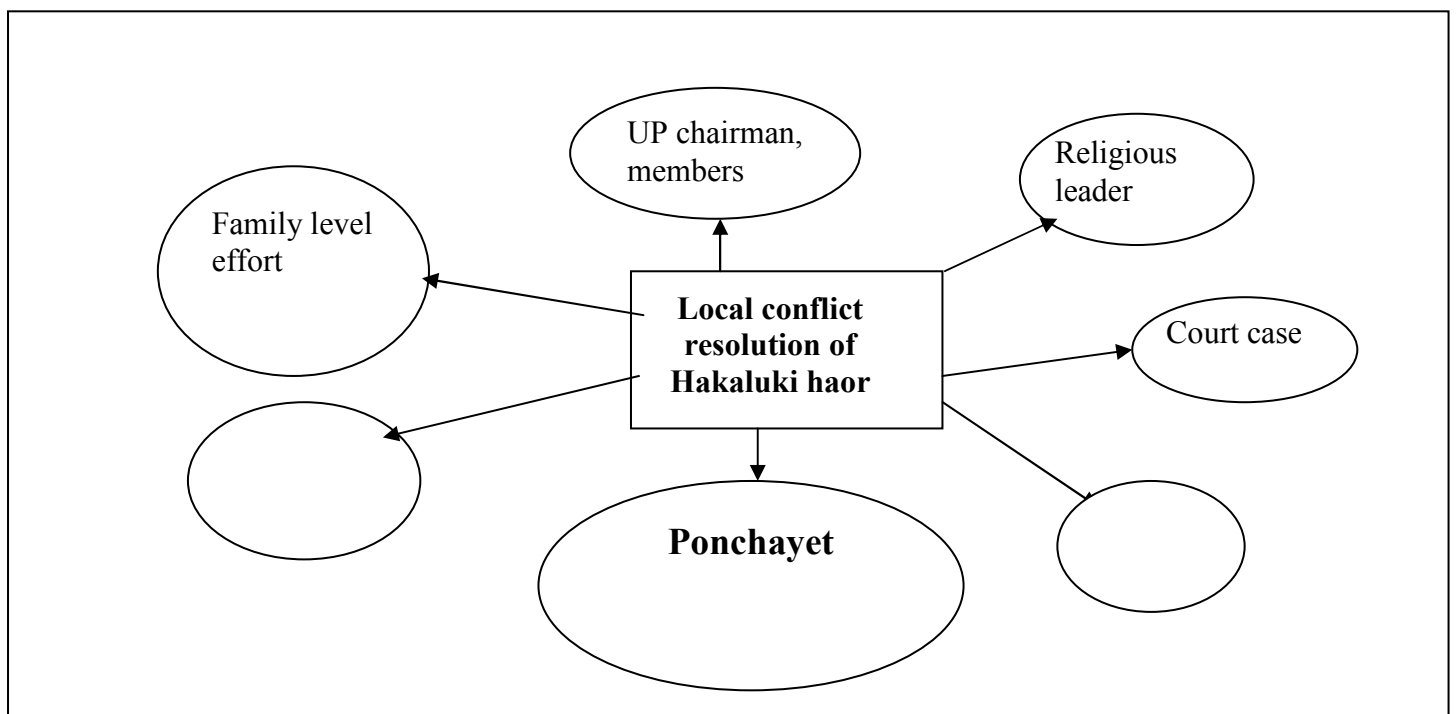 UP chairman,
members
Religious
leader
Family level
effort
Local conflict
resolution of
Hakaluki haor
Court case
Ponchayet